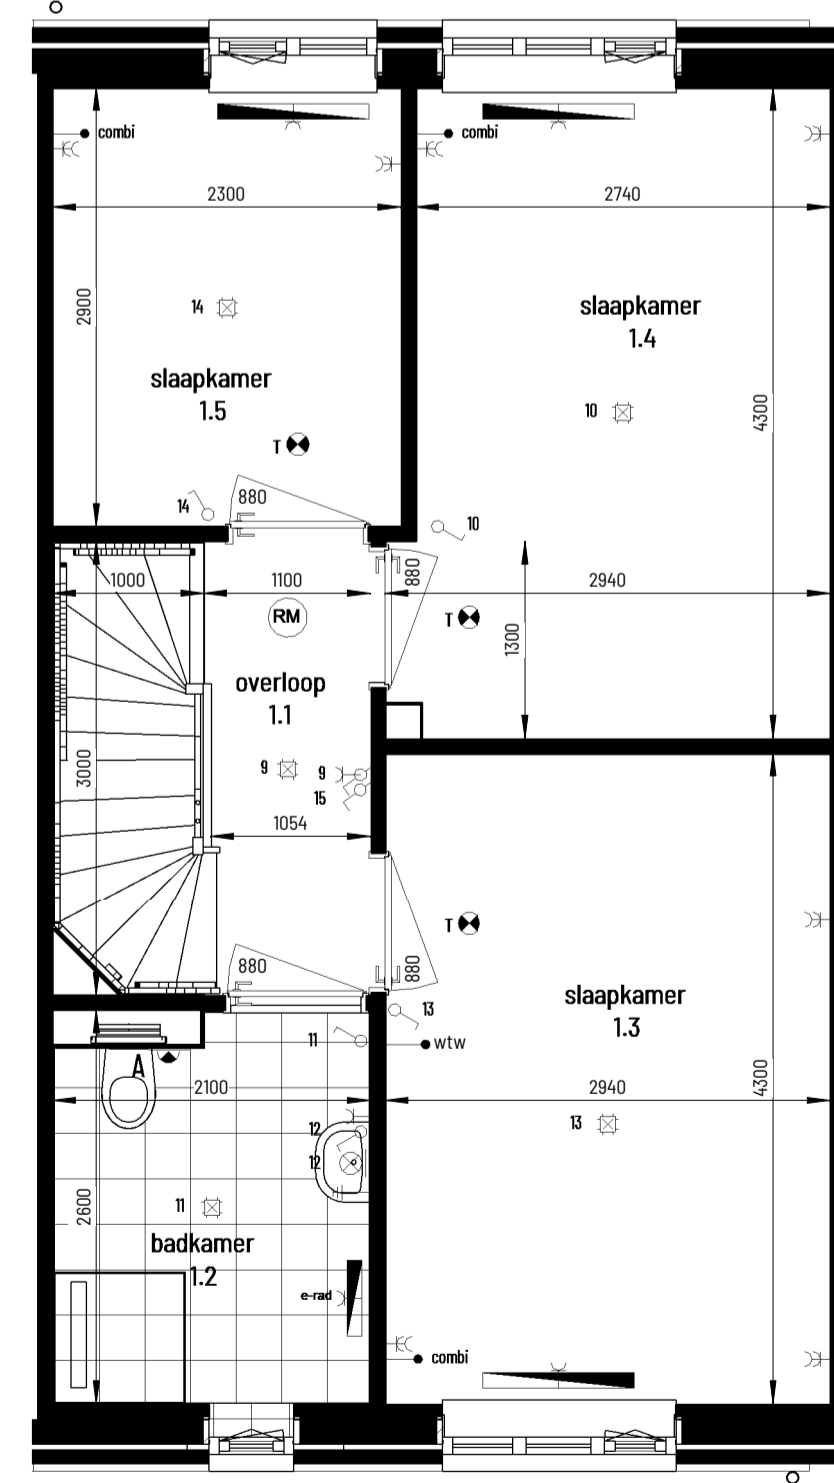 combi
combi
2300
2740
2900
14
slaapkamer
1.5
slaapkamer
1.4
10
4300
T
14
880
10
1000
1100
880
2940
RM
T
1300
overloop
1.1
3000
9
9
15
1054
T
880
880
slaapkamer
1.3
13
11
wtw
A
2100
2940
4300
12
12
13
2600
11
badkamer
1.2
e-rad
combi